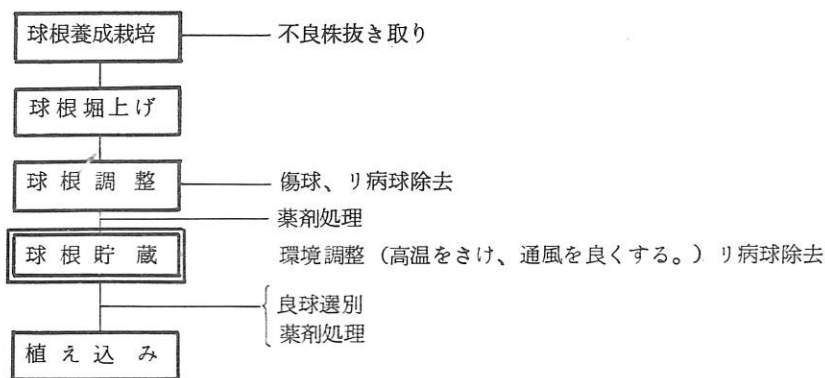 球根養成栽培 不良株抜き取り
球根堀上げ
球根調整 傷球、リ病球除去
薬剤処理
球根貯蔵 環境調整(高温をさけ、通風を良くする。)リ病球除去
良球選別
薬剤処理
植え込み